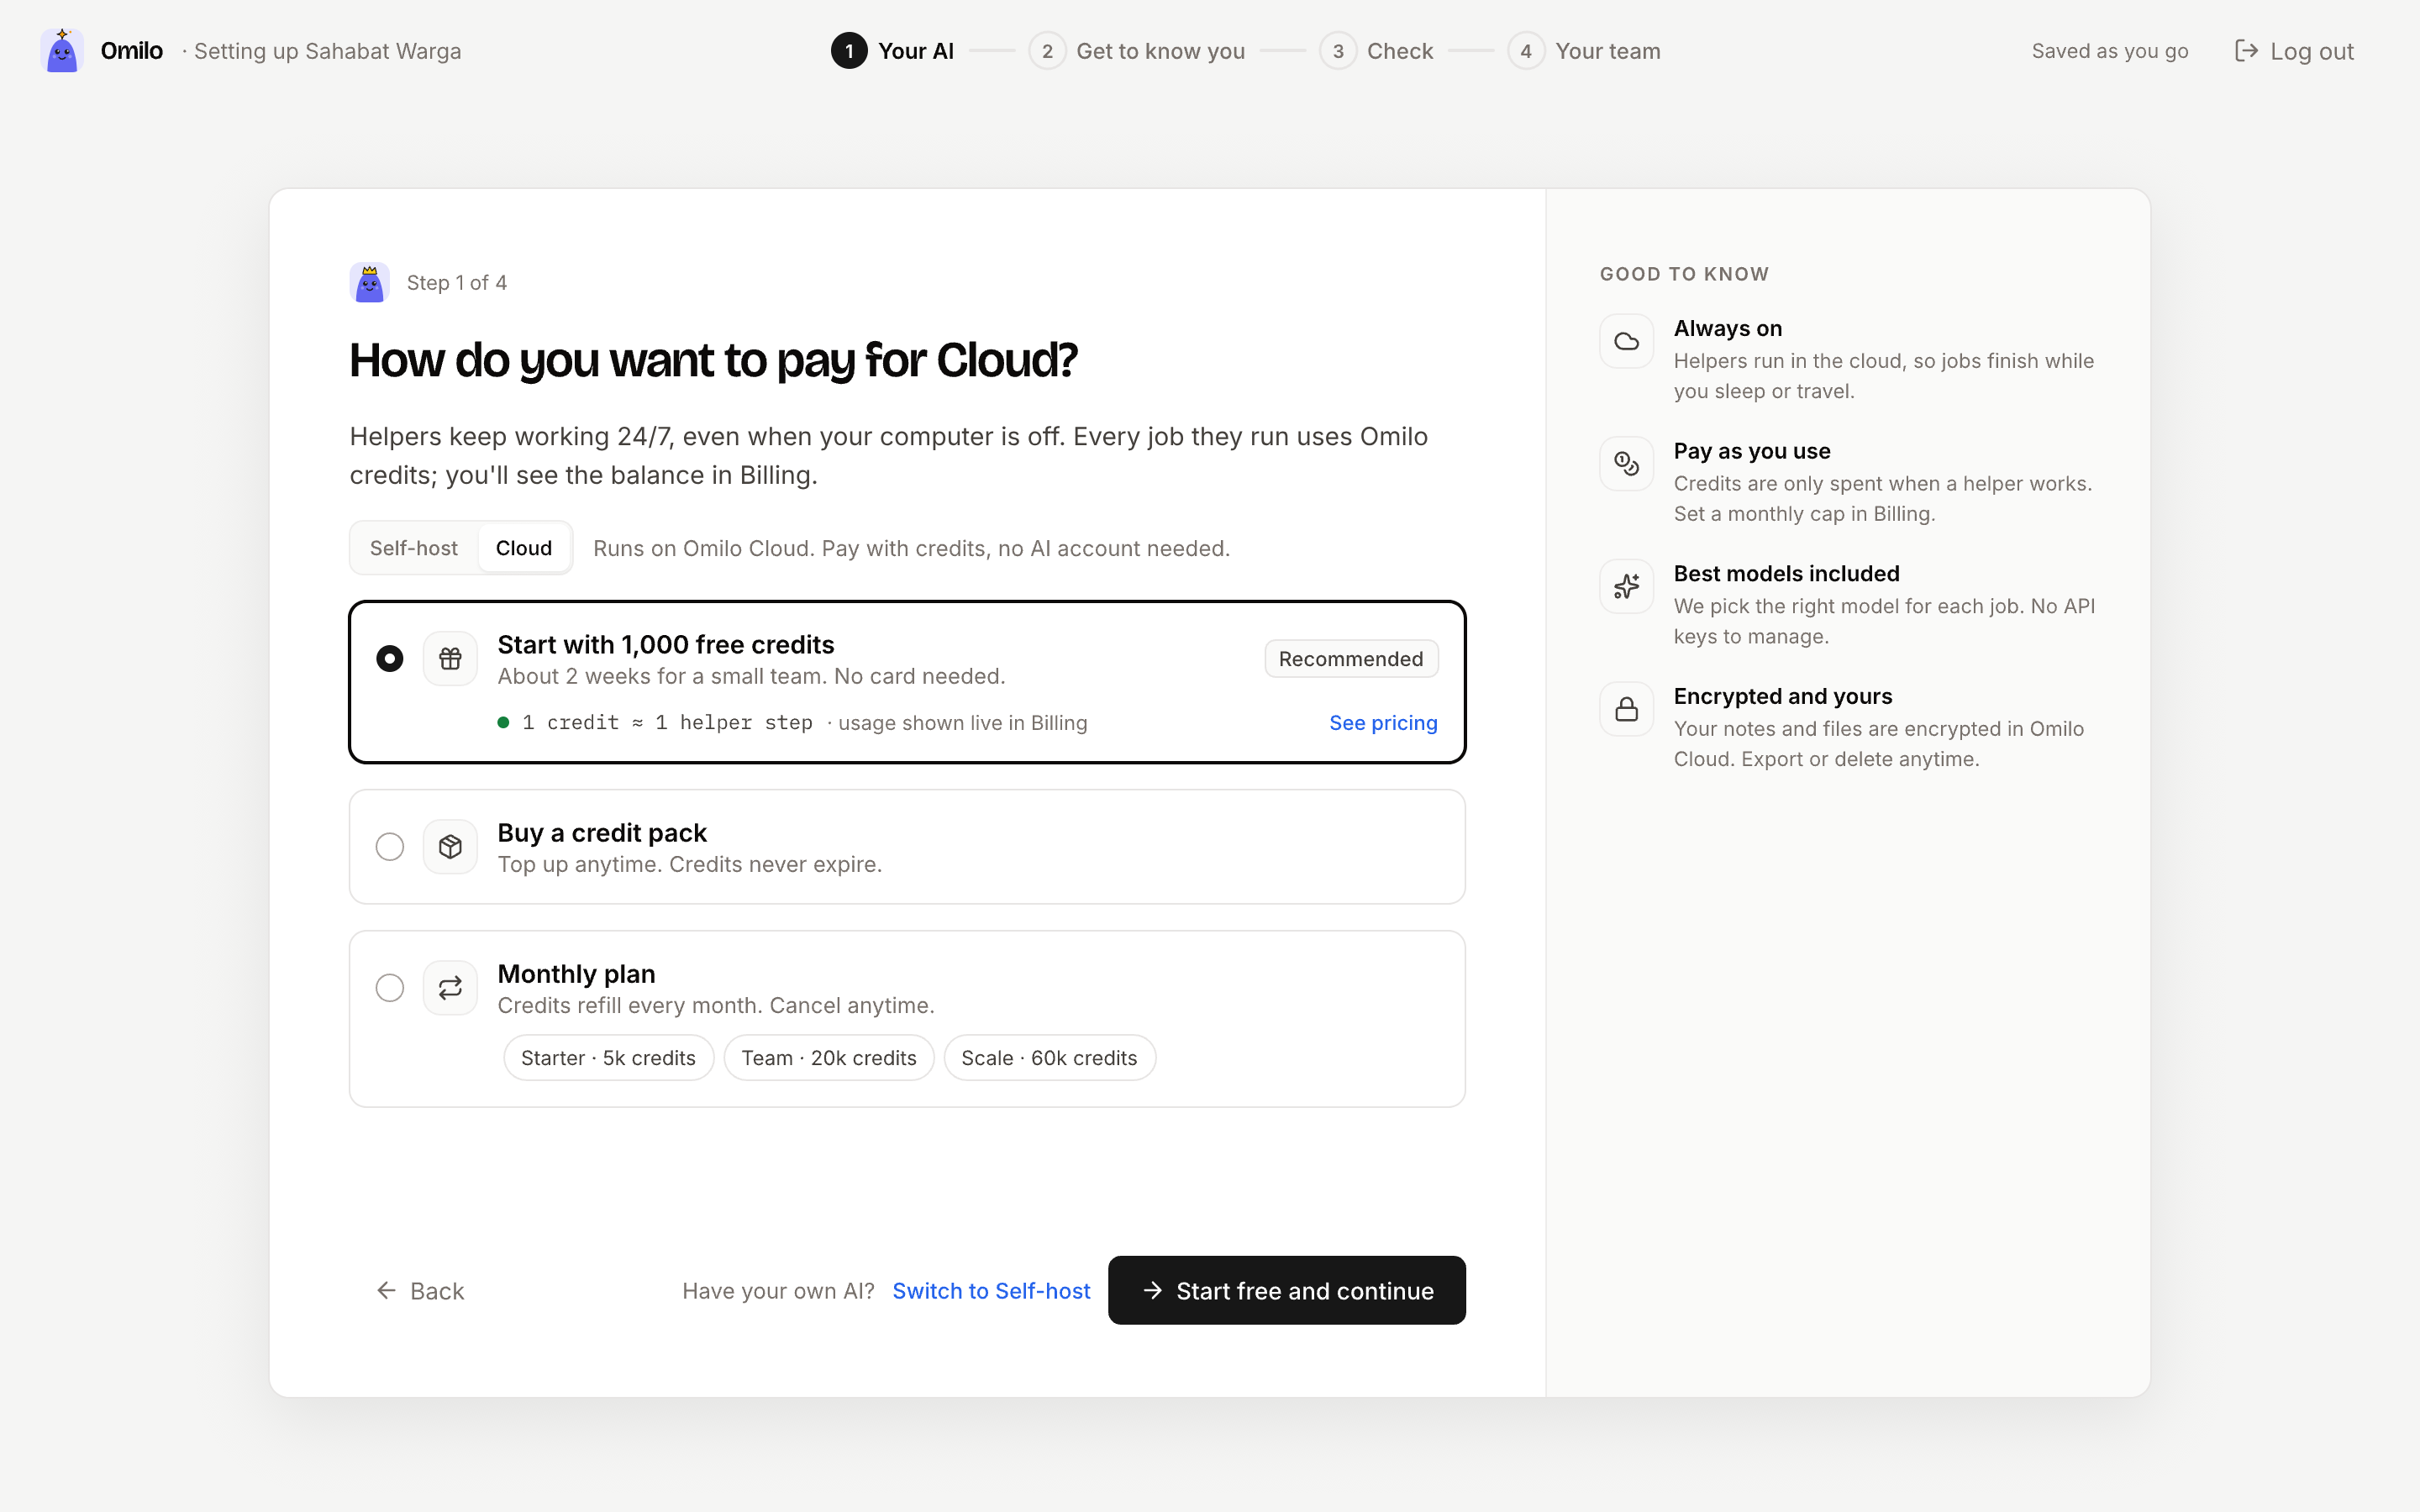 Omilo · Setting up Sahabat Warga
1 Your AI 2 Get to know you 3 Check 4 Your team
Saved as you go Log out
Step 1 of 4
How do you want to pay for Cloud?
Helpers keep working 24/7, even when your computer is off. Every job they run uses Omilo
credits; you'll see the balance in Billing.
Self-host Cloud Runs on Omilo Cloud. Pay with credits, no AI account needed.
Start with 1,000 free credits
About 2 weeks for a small team. No card needed.
Recommended
1 credit ≈ 1 helper step · usage shown live in Billing
See pricing
Buy a credit pack
Top up anytime. Credits never expire.
Monthly plan
Credits refill every month. Cancel anytime.
Starter · 5k credits Team · 20k credits Scale · 60k credits
Back
Have your own AI? Switch to Self-host
Start free and continue
GOOD TO KNOW
Always on
Helpers run in the cloud, so jobs finish while
you sleep or travel.
Pay as you use
Credits are only spent when a helper works.
Set a monthly cap in Billing.
Best models included
We pick the right model for each job. No API
keys to manage.
Encrypted and yours
Your notes and files are encrypted in Omilo
Cloud. Export or delete anytime.